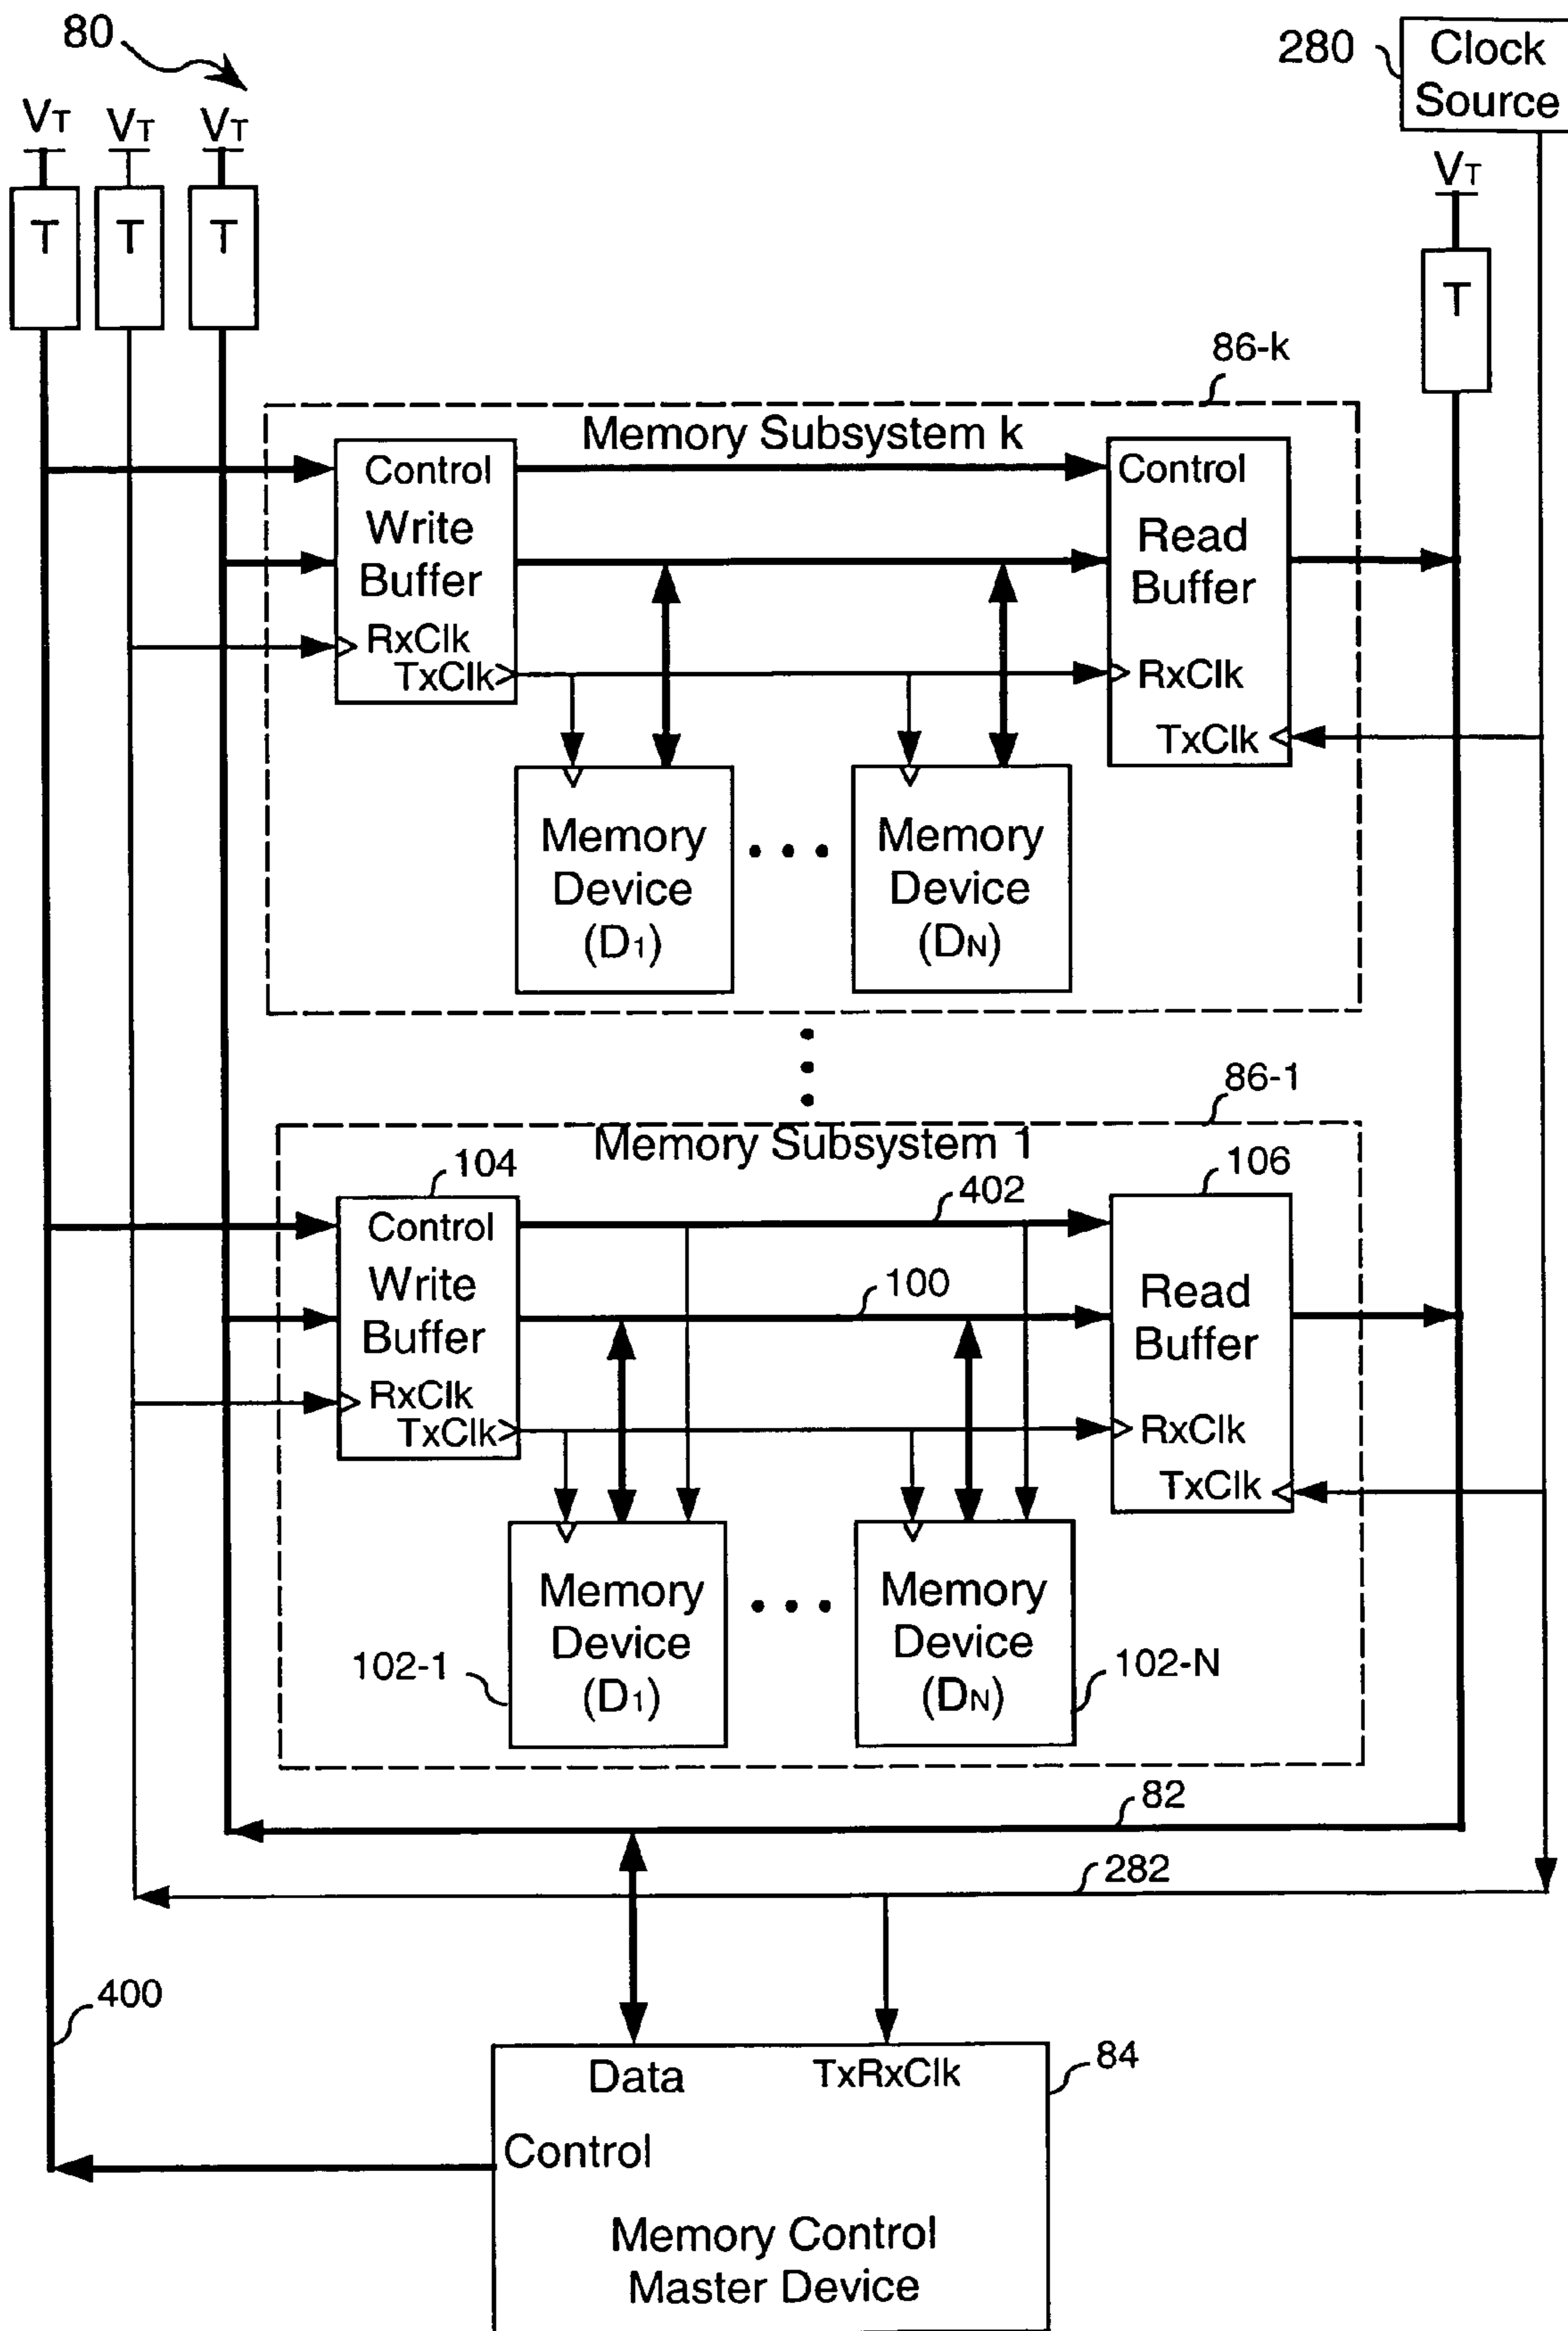 80
280
Clock
Source
VT
VT
VT
VT
T
T
T
T
86-k
Memory Subsystem k
Control
Write
Buffer
RxClk
TxClk
Control
Read
Buffer
RxClk
TxClk
Memory
Device
(D1)
• • •
Memory
Device
(DN)
86-1
Memory Subsystem 1
104
402
106
Control
Write
Buffer
RxClk
TxClk
100
Read
Buffer
RxClk
TxClk
Memory
Device
(D1)
• • •
Memory
Device
(DN)
102-1
102-N
82
282
400
84
Data
TxRxClk
Control
Memory Control
Master Device